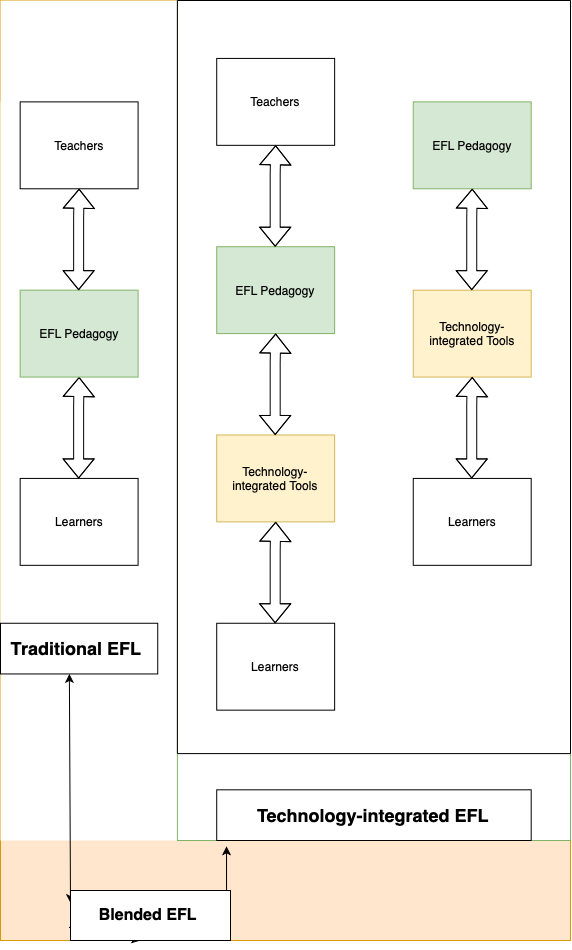 Teachers
EFL Pedagogy
Learners
Traditional EFL
Teachers
EFL Pedagogy
Technology-
integrated Tools
Learners
EFL Pedagogy
Technology-
integrated Tools
Learners
Technology-integrated EFL
Blended EFL